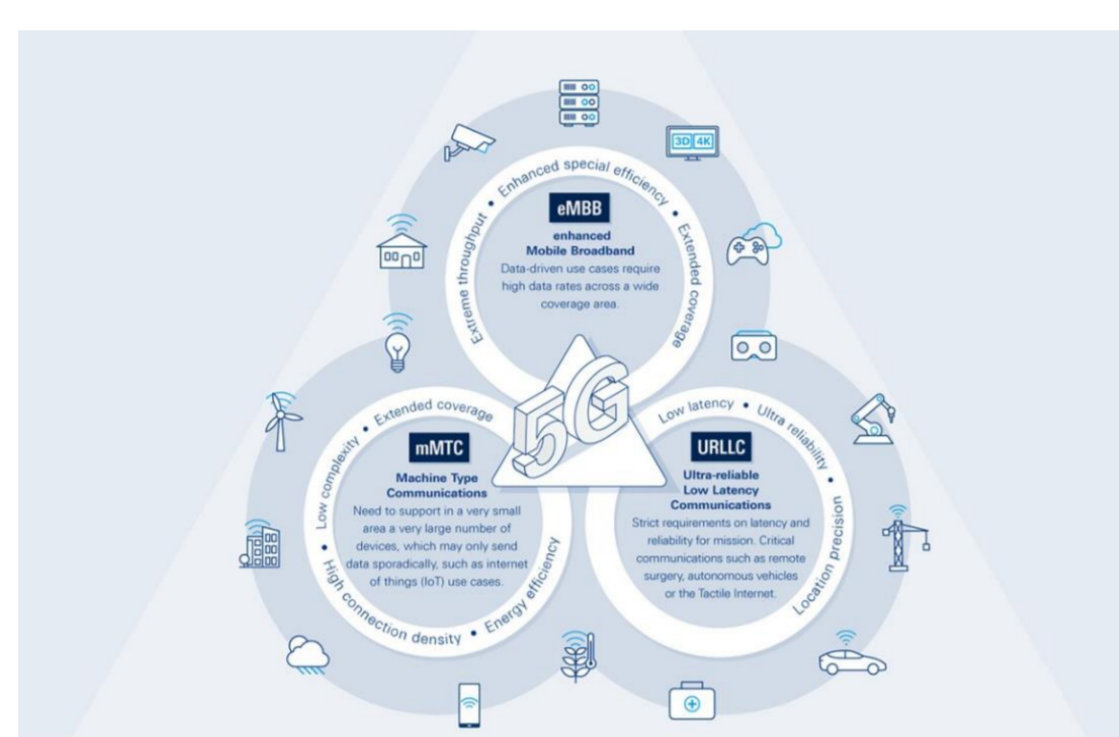 3D 4K
Extreme throughput • Enhanced special efficiency • Extended coverage
eMBB
enhanced
Mobile Broadband
Data-driven use cases require
high data rates across a wide
coverage area.
5G
Low complexity • Extended coverage
mMTC
Machine Type
Communications
Need to support in a very small
area a very large number of
devices, which may only send
data sporadically, such as internet
of things (IoT) use cases.
• High connection density • Energy efficiency
Low latency • Ultra reliability • Location precision
URLLC
Ultra-reliable
Low Latency
Communications
Strict requirements on latency and
reliability for mission. Critical
communications such as remote
surgery, autonomous vehicles
or the Tactile Internet.